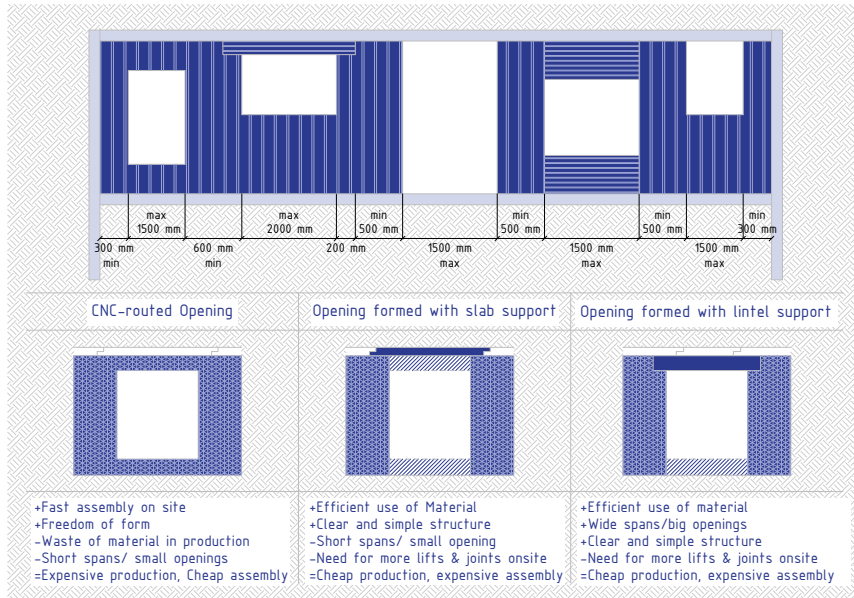 max
1500 mm
max
2000 mm
min
500 mm
min
500 mm
min
500 mm
min
300 mm
300 mm
min
600 mm
min
200 mm
1500 mm
max
1500 mm
max
1500 mm
max
CNC-routed Opening
Opening formed with slab support
Opening formed with lintel support
+Fast assembly on site
+Freedom of form
-Waste of material in production
-Short spans/ small openings
=Expensive production, Cheap assembly
+Efficient use of Material
+Clear and simple structure
-Short spans/ small opening
-Need for more lifts & joints onsite
=Cheap production, expensive assembly
+Efficient use of material
+Wide spans/big openings
+Clear and simple structure
-Need for more lifts & joints onsite
=Cheap production, expensive assembly